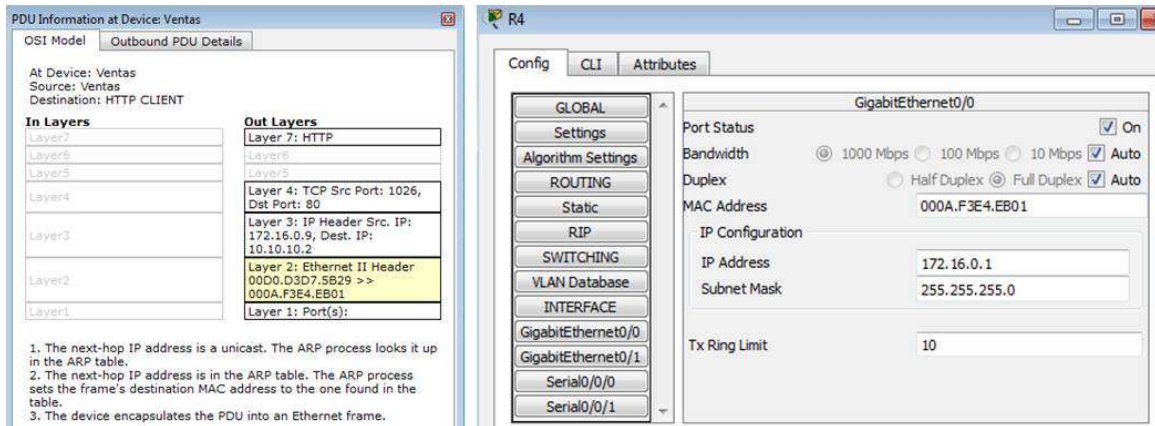 PDU Information at Device: Ventas
OSI Model
Outbound PDU Details
At Device: Ventas
Source: Ventas
Destination: HTTP CLIENT
In Layers
Out Layers
Layer7
Layer 7: HTTP
Layer6
Layer6
Layer5
Layer5
Layer4
Layer 4: TCP Src Port: 1026,
Dst Port: 80
Layer3
Layer 3: IP Header Src. IP:
172.16.0.9, Dest. IP:
10.10.10.2
Layer2
Layer 2: Ethernet II Header
00D0.D3D7.5B29 >>
000A.F3E4.EB01
Layer1
Layer 1: Port(s):
1. The next-hop IP address is a unicast. The ARP process looks it up
in the ARP table.
2. The next-hop IP address is in the ARP table. The ARP process
sets the frame's destination MAC address to the one found in the
table.
3. The device encapsulates the PDU into an Ethernet frame.
R4
Config
CLI
Attributes
GLOBAL
Settings
Algorithm Settings
ROUTING
Static
RIP
SWITCHING
VLAN Database
INTERFACE
GigabitEthernet0/0
GigabitEthernet0/1
Serial0/0/0
Serial0/0/1
GigabitEthernet0/0
Port Status
On
Bandwidth
1000 Mbps
100 Mbps
10 Mbps
Auto
Duplex
Half Duplex
Full Duplex
Auto
MAC Address
000A.F3E4.EB01
IP Configuration
IP Address
172.16.0.1
Subnet Mask
255.255.255.0
Tx Ring Limit
10